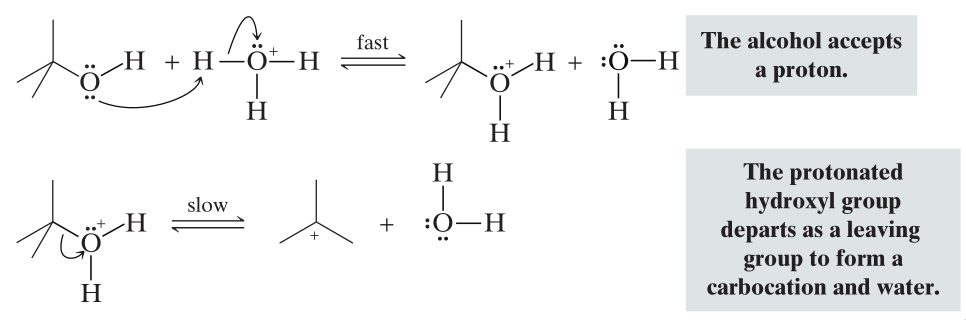 H + H O + H fast H + O H The alcohol accepts
O O a proton.
H H H
H The protonated
slow O H hydroxyl group
O + H + + O H departs as a leaving
H group to form a
carbocation and water.